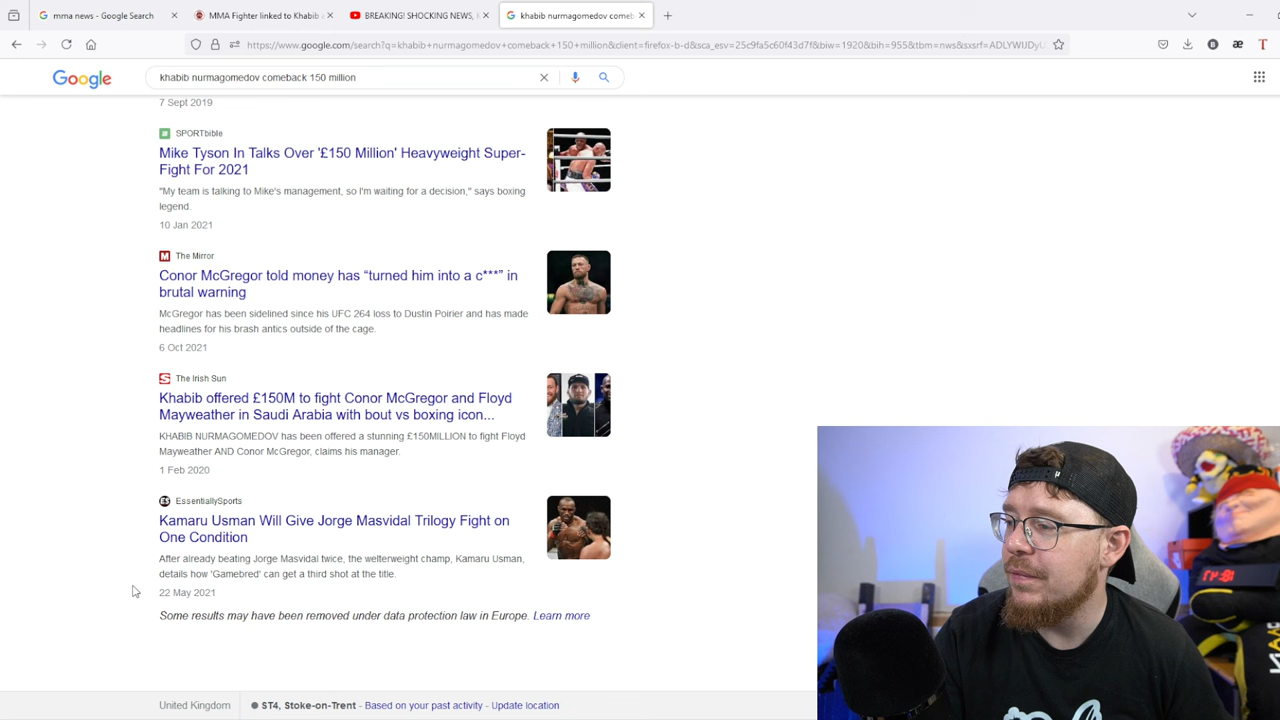 mma news - Google Search
MMA Fighter linked to Khabib
BREAKING! SHOCKING NEWS,
khabib nurmagomedov comeb
https://www.google.com/search?q=khabib+nurmagomedov+comeback+150+million&client=firefox-b-d&sca_esv=25c9fa5c60f43d7f&biw=1920&bih=955&tbm=nws&sxsrf=ADLYWIJDyU
Google
khabib nurmagomedov comeback 150 million
7 Sept 2019
SPORTbible
Mike Tyson In Talks Over '£150 Million' Heavyweight Super-
Fight For 2021
"My team is talking to Mike's management, so I'm waiting for a decision," says boxing
legend.
10 Jan 2021
M The Mirror
Conor McGregor told money has “turned him into a c***” in
brutal warning
McGregor has been sidelined since his UFC 264 loss to Dustin Poirier and has made
headlines for his brash antics outside of the cage.
6 Oct 2021
S The Irish Sun
Khabib offered £150M to fight Conor McGregor and Floyd
Mayweather in Saudi Arabia with bout vs boxing icon...
KHABIB NURMAGOMEDOV has been offered a stunning £150MILLION to fight Floyd
Mayweather AND Conor McGregor, claims his manager.
1 Feb 2020
ES EssentiallySports
Kamaru Usman Will Give Jorge Masvidal Trilogy Fight on
One Condition
After already beating Jorge Masvidal twice, the welterweight champ, Kamaru Usman,
details how 'Gamebred' can get a third shot at the title.
22 May 2021
Some results may have been removed under data protection law in Europe. Learn more
United Kingdom
ST4, Stoke-on-Trent - Based on your past activity - Update location